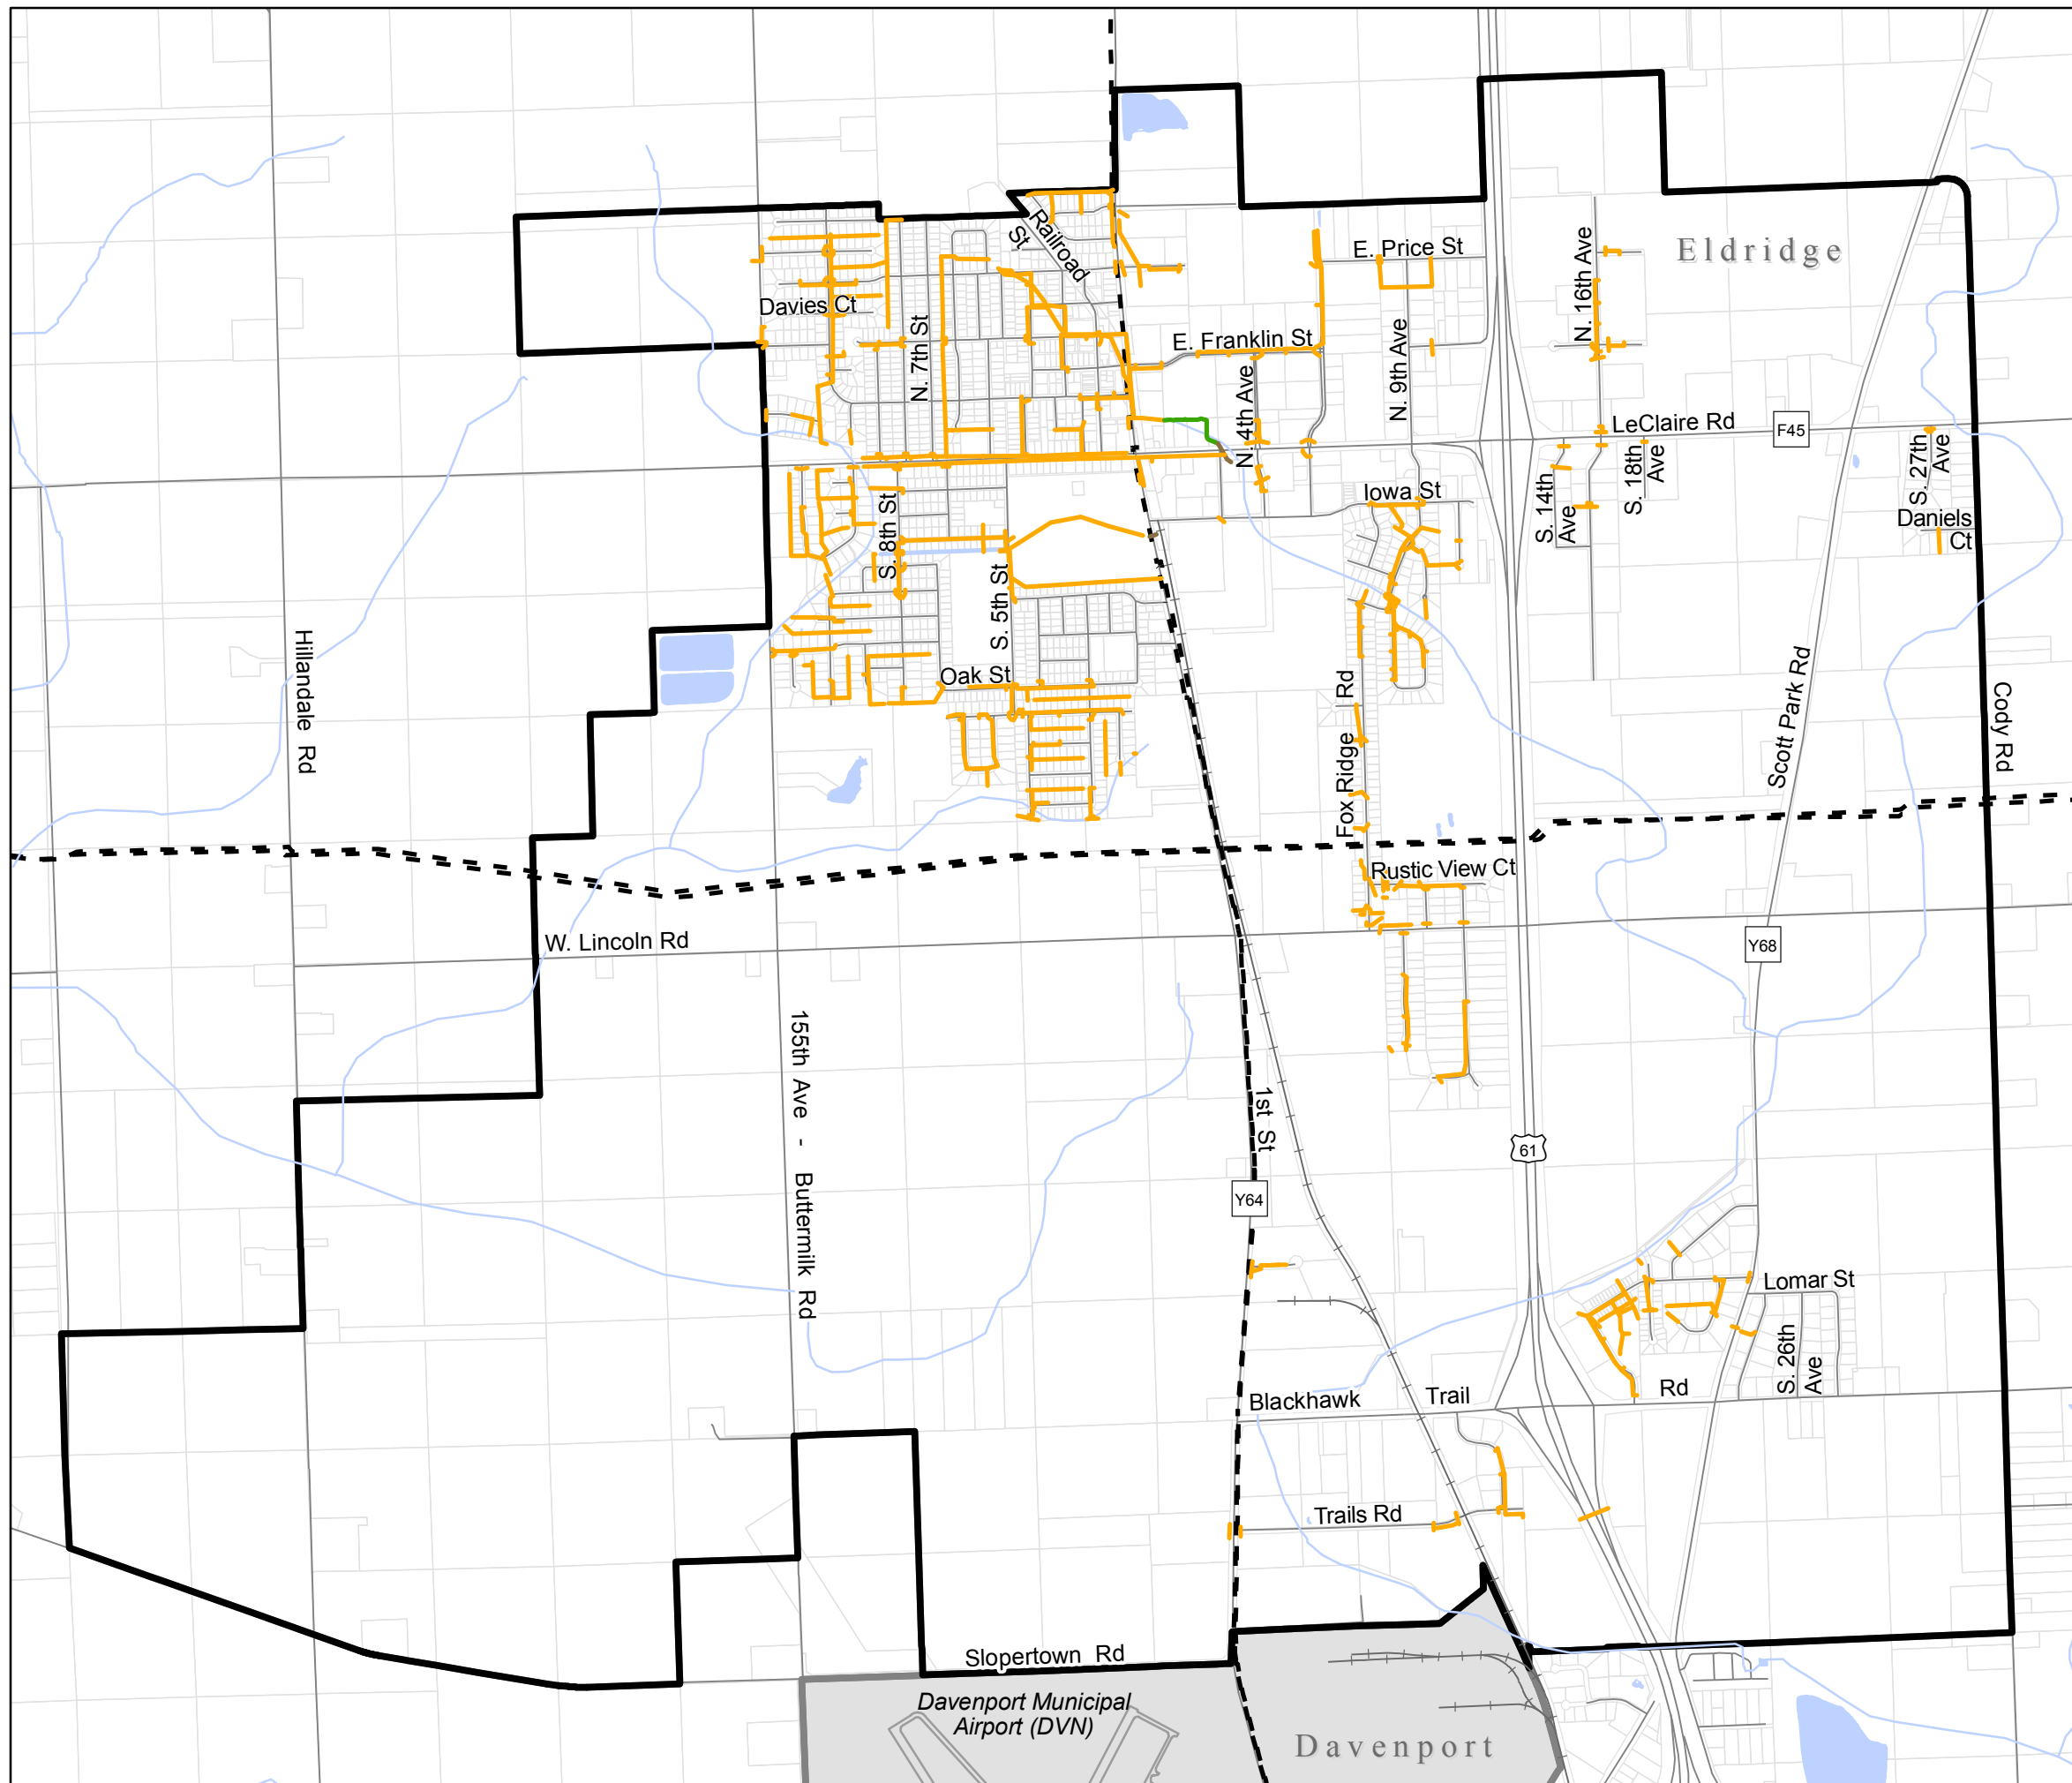 Eldridge
Railroad
St
E. Price St
N. 16th Ave
Davies Ct
N. 7th St
E. Franklin St
N. 9th Ave
N. 4th Ave
LeClaire Rd
F45
S. 18th
Ave
S. 27th
Ave
S. 14th
Ave
Iowa St
Daniels
Ct
S. 8th St
S. 5th St
Oak St
Hillandale Rd
Fox Ridge Rd
Scott Park Rd
Cody Rd
Rustic View Ct
W. Lincoln Rd
Y68
155th Ave - Buttermilk Rd
1st St
61
Y64
Lomar St
S. 26th
Ave
Blackhawk Trail Rd
Trails Rd
Slopertown Rd
Davenport Municipal
Airport (DVN)
Davenport